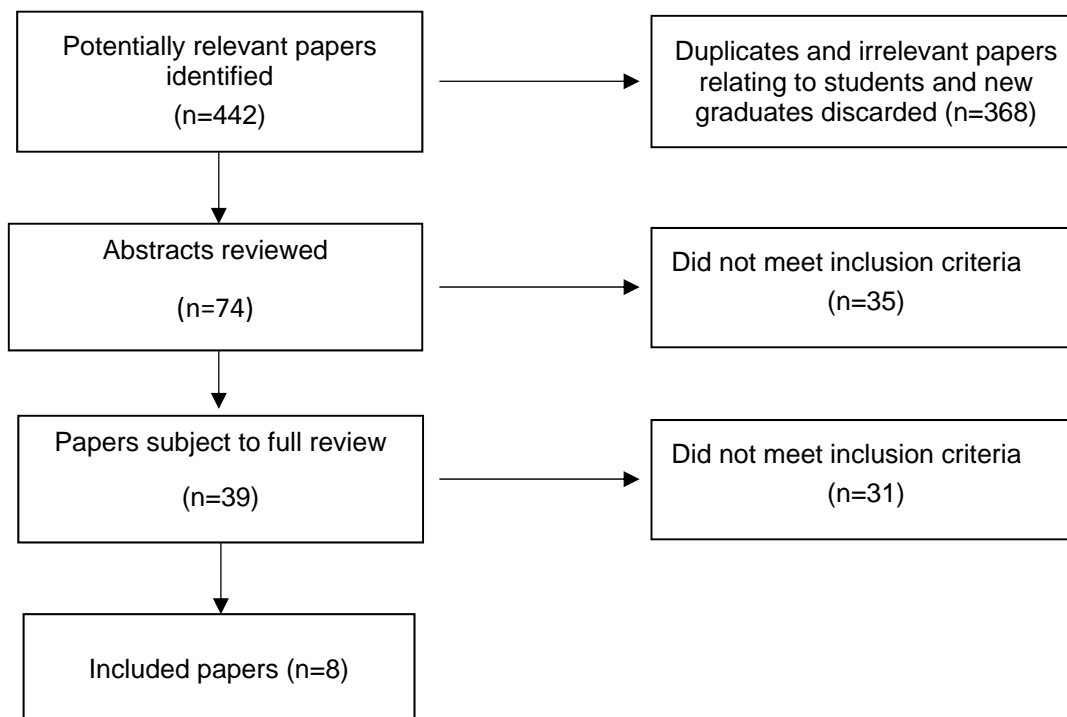 Potentially relevant papers
identified
(n=442)
Duplicates and irrelevant papers
relating to students and new
graduates discarded (n=368)
Abstracts reviewed
(n=74)
Did not meet inclusion criteria
(n=35)
Papers subject to full review
(n=39)
Did not meet inclusion criteria
(n=31)
Included papers (n=8)